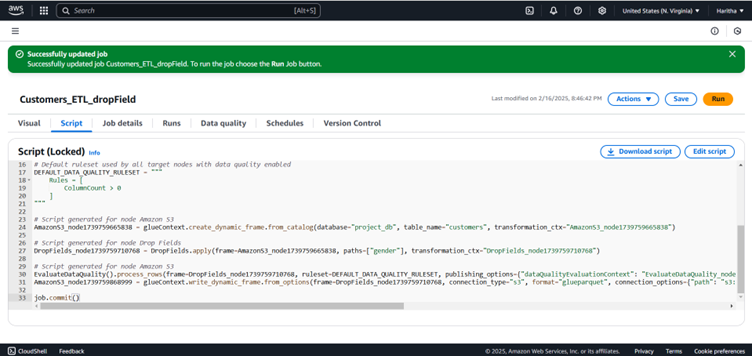 aws
Search
[Alt+S]
United States (N. Virginia)
Haritha
Successfully updated job
Successfully updated job Customers_ETL_dropField. To run the job choose the Run Job button.
Customers_ETL_dropField
Last modified on 2/16/2025, 8:46:42 PM
Actions
Save
Run
Visual
Script
Job details
Runs
Data quality
Schedules
Version Control
Script (Locked) Info
Download script
Edit script
16 # Default ruleset used by all target nodes with data quality enabled
17 DEFAULT_DATA_QUALITY_RULESET = """
18 Rules = [
19 ColumnCount > 0
20 ]
21 """
22
23 # Script generated for node Amazon S3
24 AmazonS3_node1739759665838 = glueContext.create_dynamic_frame.from_catalog(database="project_db", table_name="customers", transformation_ctx="AmazonS3_node1739759665838")
25
26 # Script generated for node Drop Fields
27 DropFields_node1739759710768 = DropFields.apply(frame=AmazonS3_node1739759665838, paths=["gender"], transformation_ctx="DropFields_node1739759710768")
28
29 # Script generated for node Amazon S3
30 EvaluateDataQuality().process_rows(frame=DropFields_node1739759710768, ruleset=DEFAULT_DATA_QUALITY_RULESET, publishing_options={"dataQualityEvaluationContext": "EvaluateDataQuality_node
31 AmazonS3_node1739759868999 = glueContext.write_dynamic_frame.from_options(frame=DropFields_node1739759710768, connection_type="s3", format="glueparquet", connection_options={"path": "s3:
32
33 job.commit()
CloudShell
Feedback
© 2025, Amazon Web Services, Inc. or its affiliates.
Privacy
Terms
Cookie preferences